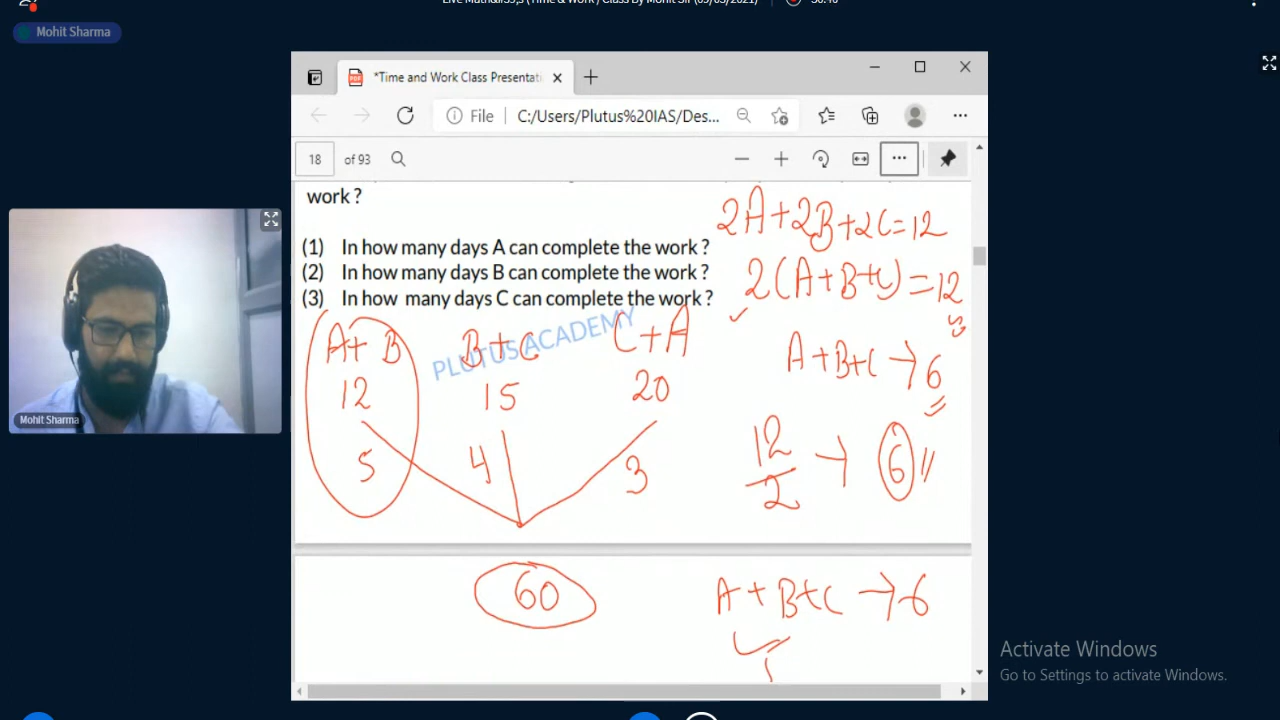 Mohit Sharma
*Time and Work Class Presentati
File C:/Users/Plutus%20IAS/Des...
18 of 93
work ?
(1) In how many days A can complete the work ?
(2) In how many days B can complete the work ?
(3) In how many days C can complete the work ?
PLUTUS ACADEMY
A+B B+C C+A
12 15 20
5 4 3
60
2A+2B+2C=12
2(A+B+C)=12
A+B+C→6
12/2 → 6
A+B+C→6
Mohit Sharma
Activate Windows
Go to Settings to activate Windows.